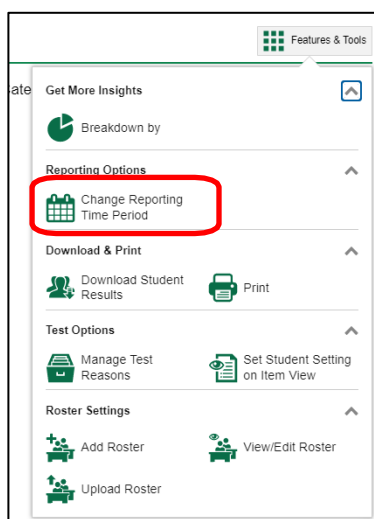 Features & Tools
ate
Get More Insights
Breakdown by
Reporting Options
Change Reporting
Time Period
Download & Print
Download Student
Results
Print
Test Options
Manage Test
Reasons
Set Student Setting
on Item View
Roster Settings
Add Roster
View/Edit Roster
Upload Roster